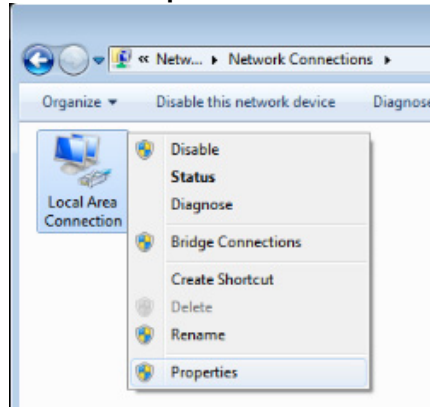 « Netw... ▸ Network Connections ▸
Organize ▾ Disable this network device Diagnose
Local Area
Connection
Disable
Status
Diagnose
Bridge Connections
Create Shortcut
Delete
Rename
Properties